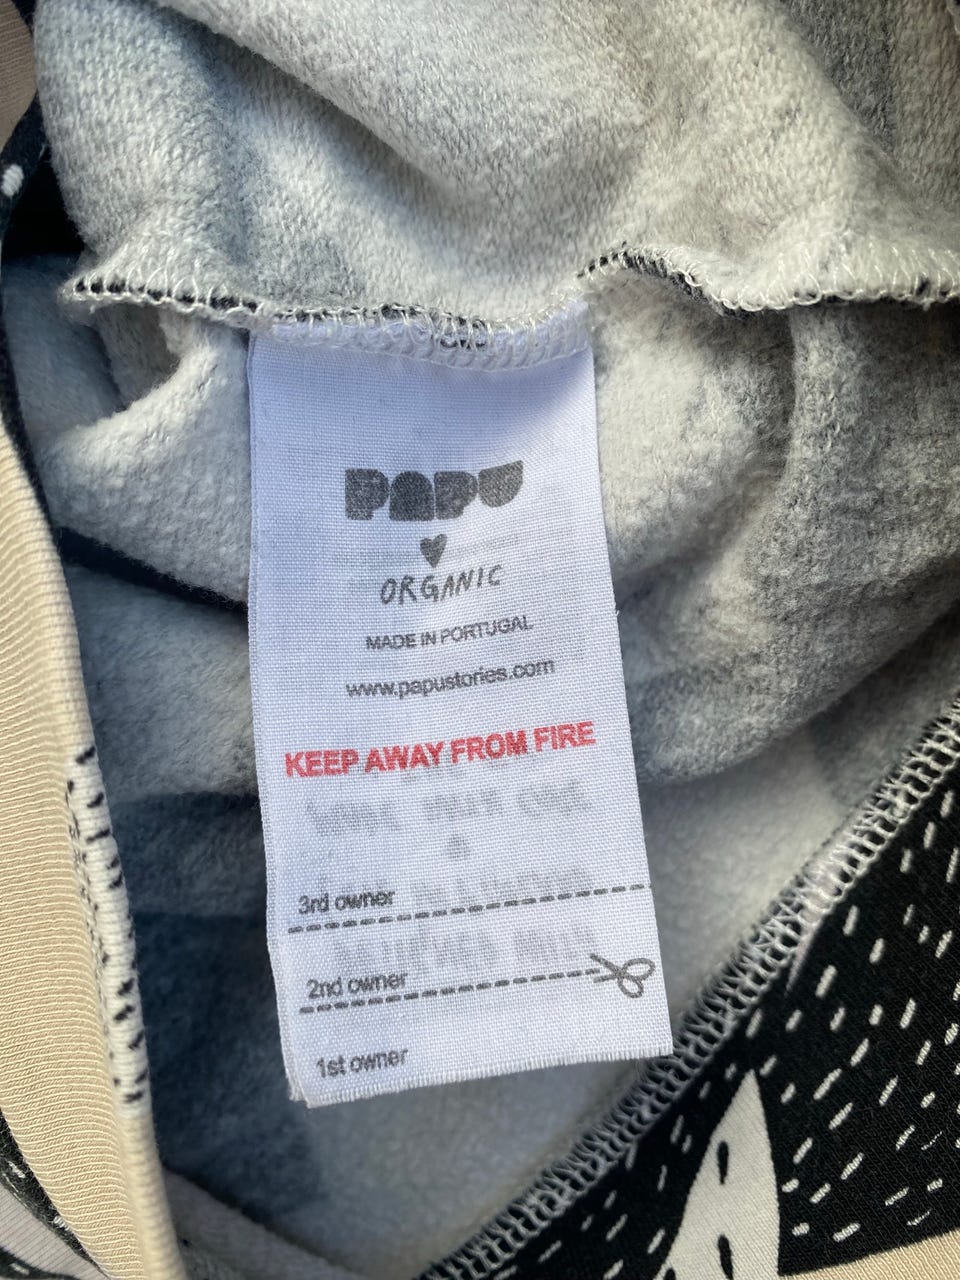 PAPU
ORGANIC
MADE IN PORTUGAL
www.papustories.com
KEEP AWAY FROM FIRE
3rd owner
2nd owner
1st owner